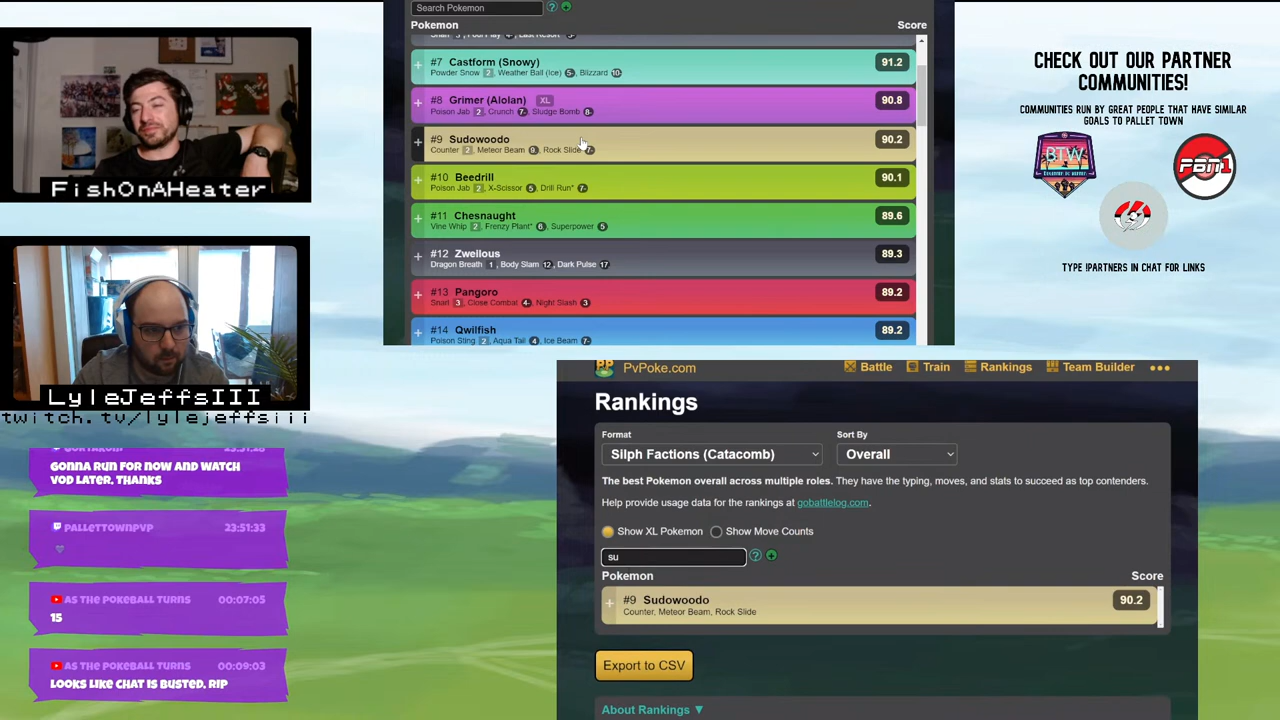 FishOnAHeater
LyleJeffsIII
twitch.tv/lylejeffsiii
GONNA RUN FOR NOW AND WATCH
VOD LATER. THANKS
PALLETTOWNPVP 23:51:33
AS THE POKEBALL TURNS 00:07:05
15
AS THE POKEBALL TURNS 00:09:03
LOOKS LIKE CHAT IS BUSTED. RIP
Search Pokemon ? +
Pokemon Score
#7 Castform (Snowy) 91.2
Powder Snow 2, Weather Ball (Ice) 5-, Blizzard 10-
#8 Grimer (Alolan) XL 90.8
Poison Jab 2, Crunch 7-, Sludge Bomb 8-
#9 Sudowoodo 90.2
Counter 2, Meteor Beam 9, Rock Slide 7-
#10 Beedrill 90.1
Poison Jab 2, X-Scissor 5, Drill Run* 7-
#11 Chesnaught 89.6
Vine Whip 2, Frenzy Plant* 6, Superpower 5
#12 Zweilous 89.3
Dragon Breath 1, Body Slam 12, Dark Pulse 17
#13 Pangoro 89.2
Snarl 3, Close Combat 4-, Night Slash 3
#14 Qwilfish 89.2
Poison Sting 2, Aqua Tail 4, Ice Beam 7-
CHECK OUT OUR PARTNER
COMMUNITIES!
COMMUNITIES RUN BY GREAT PEOPLE THAT HAVE SIMILAR
GOALS TO PALLET TOWN
BTW
PBN1
TYPE !PARTNERS IN CHAT FOR LINKS
PP PvPoke.com Battle Train Rankings Team Builder
Rankings
Format Sort By
Silph Factions (Catacomb) Overall
The best Pokemon overall across multiple roles. They have the typing, moves, and stats to succeed as top contenders.
Help provide usage data for the rankings at gobattlelog.com.
Show XL Pokemon Show Move Counts
su ? +
Pokemon Score
#9 Sudowoodo 90.2
Counter, Meteor Beam, Rock Slide
Export to CSV
About Rankings ▼